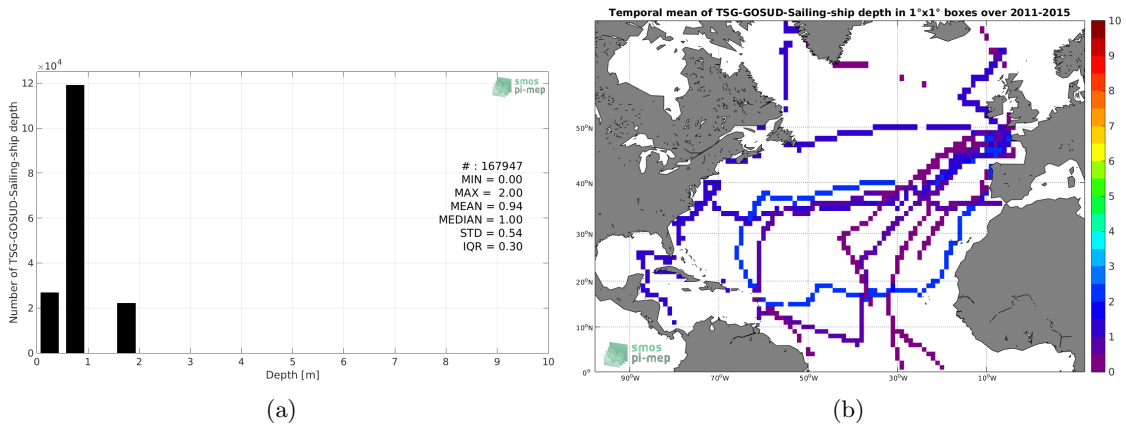 ×10⁴
12
10
8
6
4
2
0
Number of TSG-GOSUD-Sailing-ship depth
smos
pi-mep
# : 167947
MIN = 0.00
MAX = 2.00
MEAN = 0.94
MEDIAN = 1.00
STD = 0.54
IQR = 0.30
0 1 2 3 4 5 6 7 8 9 10
Depth [m]
(a)
Temporal mean of TSG-GOSUD-Sailing-ship depth in 1°x1° boxes over 2011-2015
50°N
40°N
30°N
20°N
10°N
0°
90°W 70°W 50°W 30°W 10°W
smos
pi-mep
10
9
8
7
6
5
4
3
2
1
0
(b)